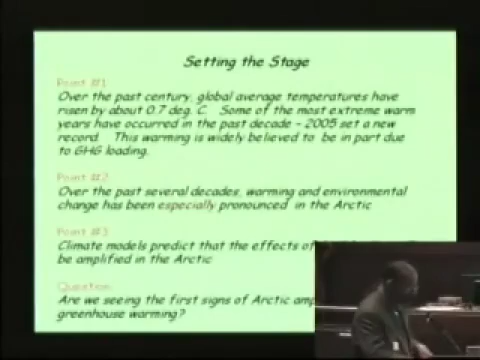 Setting the Stage
Point #1
Over the past century, global average temperatures have
risen by about 0.7 deg. C. Some of the most extreme warm
years have occurred in the past decade - 2005 set a new
record. This warming is widely believed to be in part due
to GHG loading.
Point #2
Over the past several decades, warming and environmental
change has been especially pronounced in the Arctic
Point #3
Climate models predict that the effects of
be amplified in the Arctic
Question:
Are we seeing the first signs of Arctic
greenhouse warming?